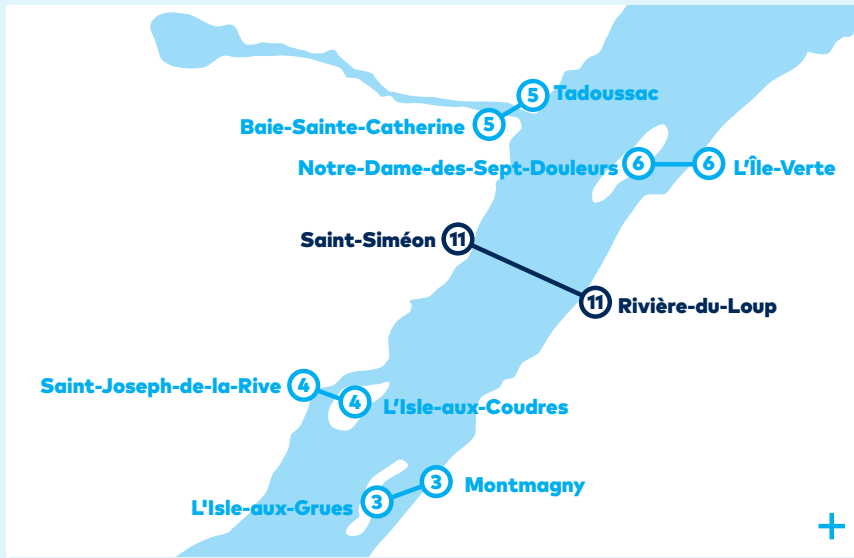 5 Tadoussac
Baie-Sainte-Catherine 5
Notre-Dame-des-Sept-Douleurs 6 6 L'Île-Verte
Saint-Siméon 11
11 Rivière-du-Loup
Saint-Joseph-de-la-Rive 4
4 L'Isle-aux-Coudres
3 Montmagny
L'Isle-aux-Grues 3
+